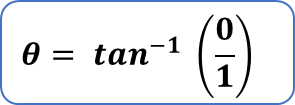 θ = tan⁻¹ (0/1)